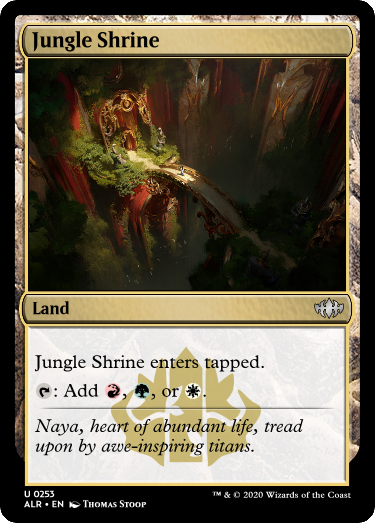 Jungle Shrine
Land
Jungle Shrine enters tapped.
: Add , , or .
Naya, heart of abundant life, tread
upon by awe-inspiring titans.
U 0253
ALR • EN Thomas Stoop
™ & © 2020 Wizards of the Coast